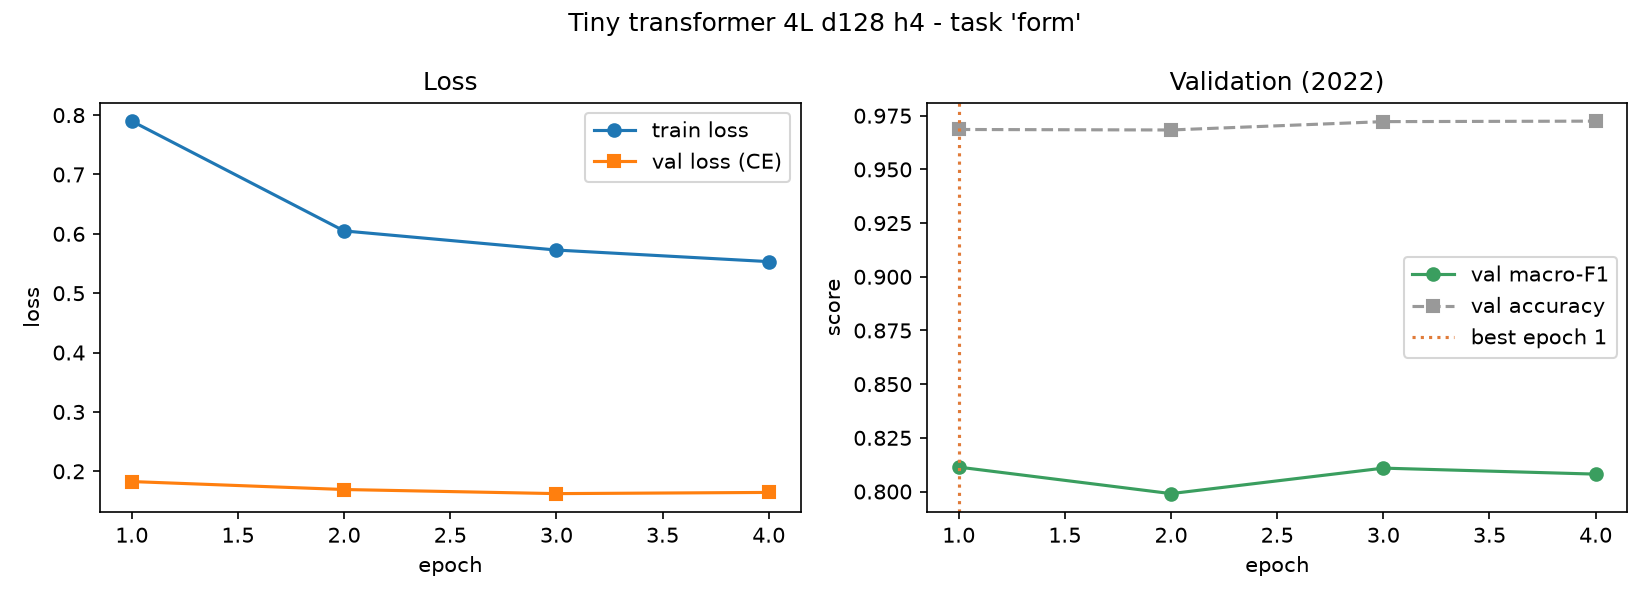 Tiny transformer 4L d128 h4 - task 'form'
Loss
0.8
0.7
0.6
0.5
0.4
0.3
0.2
loss
train loss
val loss (CE)
1.0 1.5 2.0 2.5 3.0 3.5 4.0
epoch
Validation (2022)
0.975
0.950
0.925
0.900
0.875
0.850
0.825
0.800
score
val macro-F1
val accuracy
best epoch 1
1.0 1.5 2.0 2.5 3.0 3.5 4.0
epoch